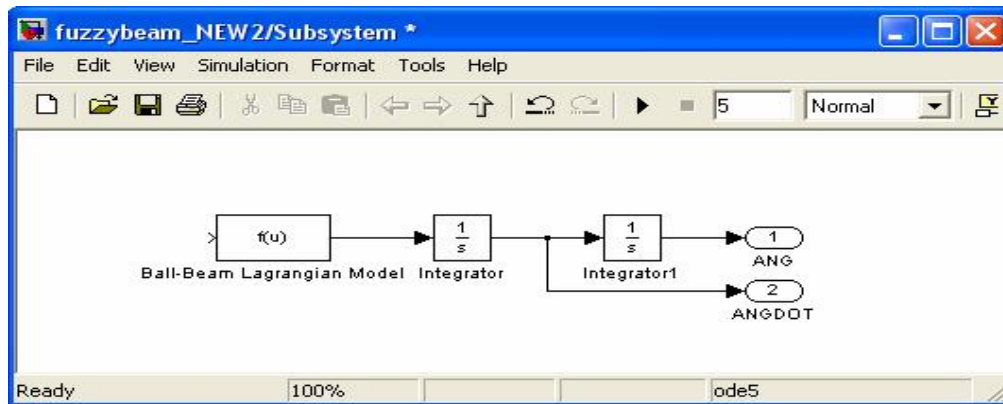 fuzzybeam_NEW2/Subsystem *
File Edit View Simulation Format Tools Help
5 Normal
f(u)
1
s
1
s
1
Ball-Beam Lagrangian Model Integrator Integrator1 ANG
2
ANGDOT
Ready 100% ode5